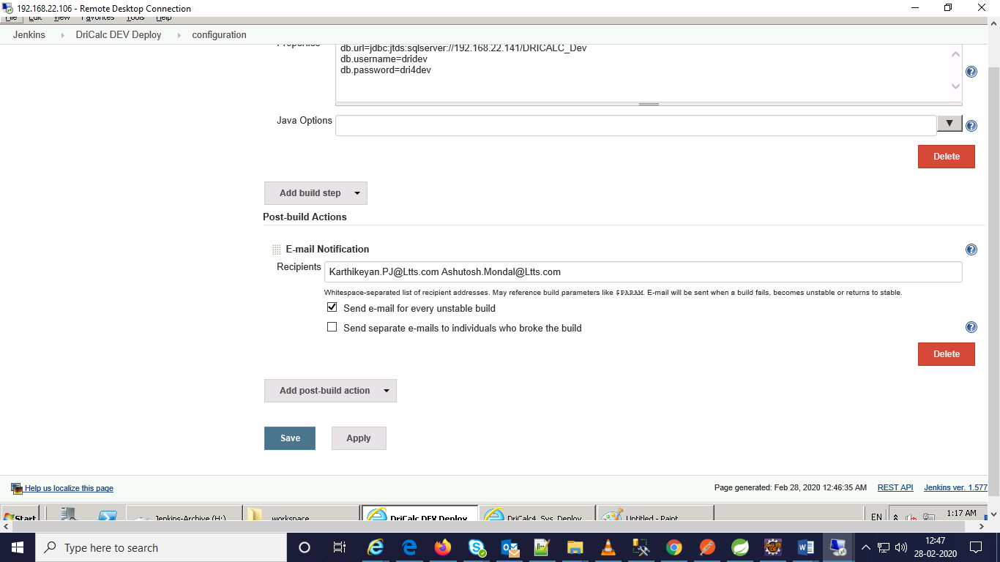 192.168.22.106 - Remote Desktop Connection
File Edit View Favorites Tools Help
Jenkins DriCalc DEV Deploy configuration
Properties
db.url=jdbc:jtds:sqlserver://192.168.22.141/DRICALC_Dev
db.username=dridev
db.password=dri4dev
Java Options
Delete
Add build step
Post-build Actions
E-mail Notification
Recipients Karthikeyan.PJ@Ltts.com Ashutosh.Mondal@Ltts.com
Whitespace-separated list of recipient addresses. May reference build parameters like $PARAM. E-mail will be sent when a build fails, becomes unstable or returns to stable.
Send e-mail for every unstable build
Send separate e-mails to individuals who broke the build
Delete
Add post-build action
Save Apply
Help us localize this page Page generated: Feb 28, 2020 12:46:35 AM REST API Jenkins ver. 1.577
Start Jenkins-Archive (H:) workspace DriCalc DEV Deploy DriCalc4_Sys_Deploy Untitled - Paint EN 1:17 AM
Type here to search 12:47
28-02-2020